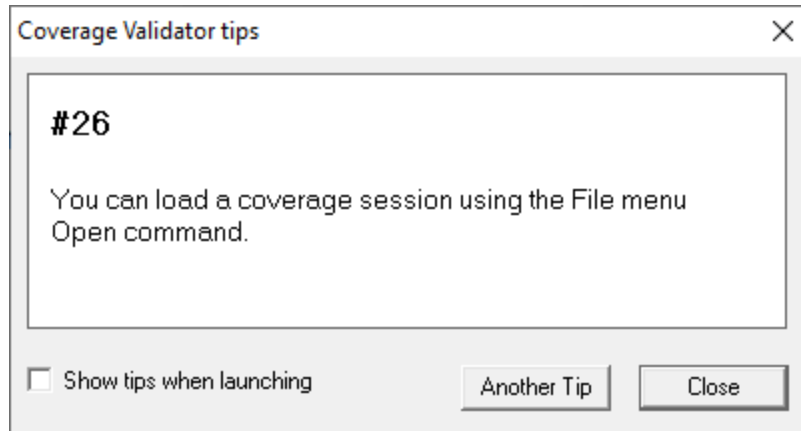 Coverage Validator tips
#26
You can load a coverage session using the File menu
Open command.
Show tips when launching
Another Tip
Close